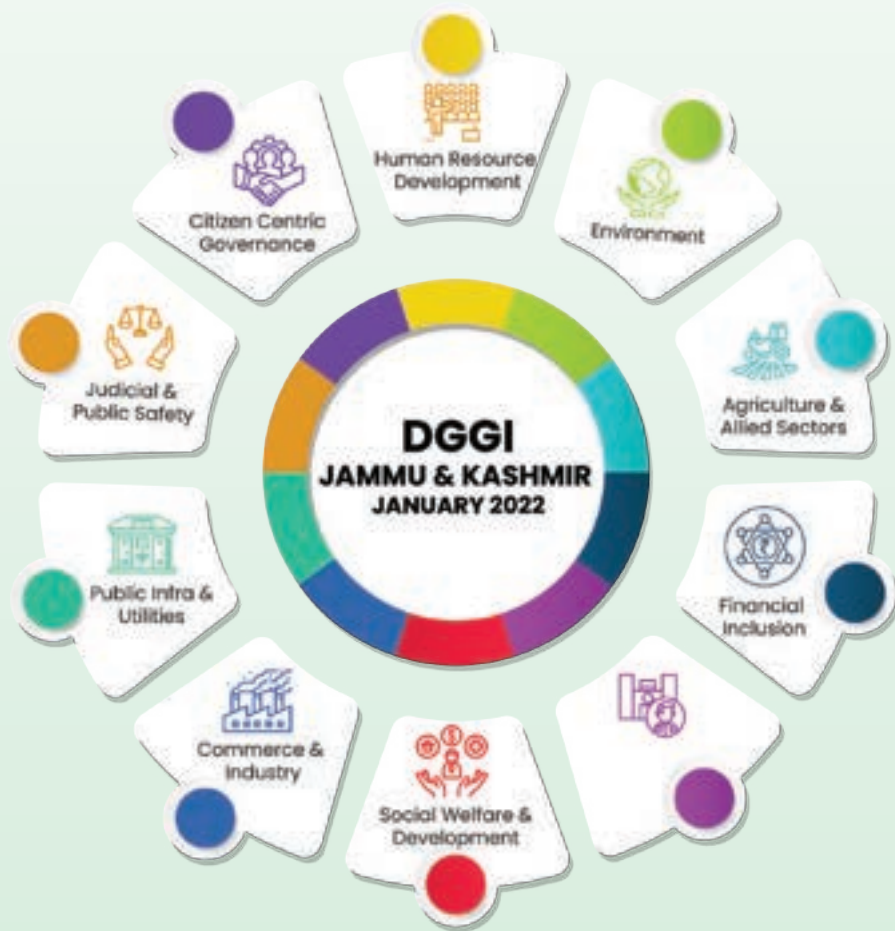 Human Resource
Development
Environment
Agriculture &
Allied Sectors
Financial
Inclusion
Social Welfare &
Development
Commerce &
Industry
Public Infra &
Utilities
Judicial &
Public Safety
Citizen Centric
Governance
DGGI
JAMMU & KASHMIR
JANUARY 2022